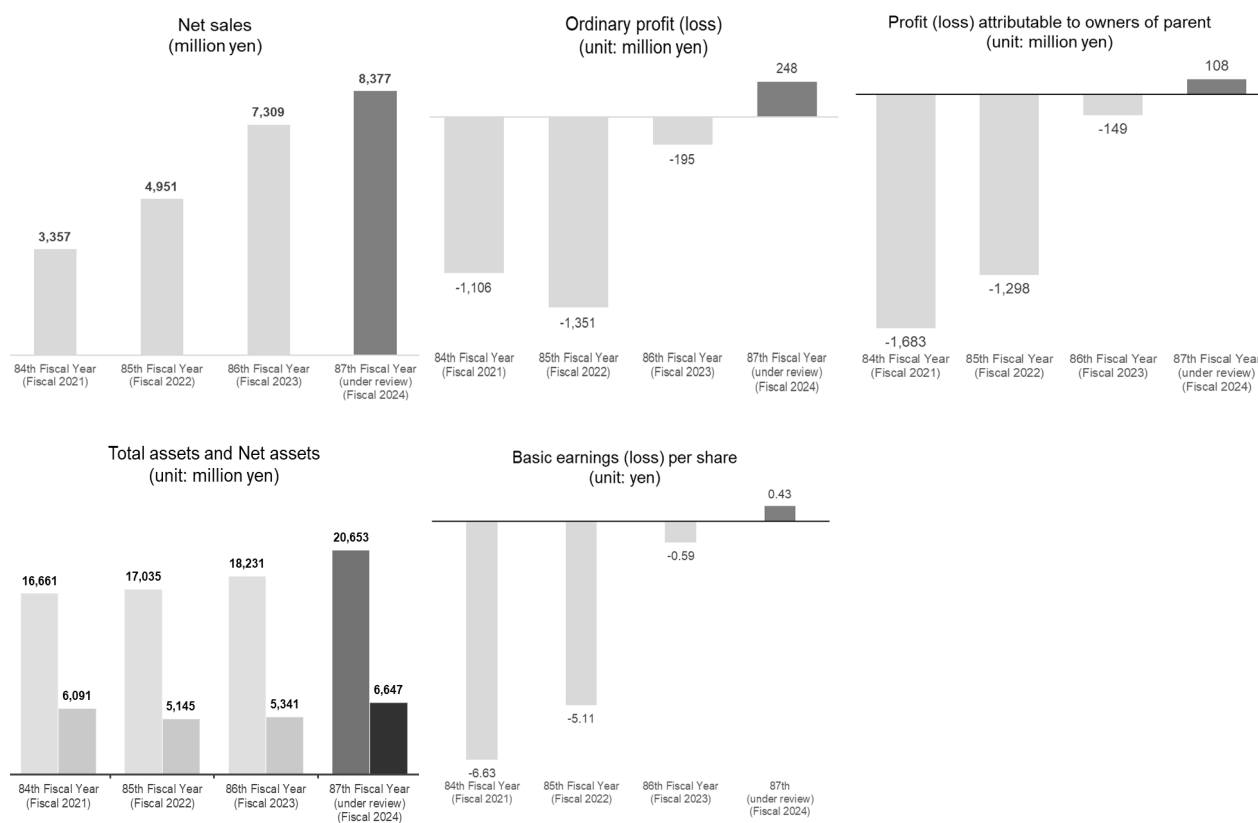 Net sales
(million yen)
8,377
7,309
4,951
3,357
84th Fiscal Year
(Fiscal 2021)
85th Fiscal Year
(Fiscal 2022)
86th Fiscal Year
(Fiscal 2023)
87th Fiscal Year
(under review)
(Fiscal 2024)
Ordinary profit (loss)
(unit: million yen)
248
-195
-1,106
-1,351
84th Fiscal Year
(Fiscal 2021)
85th Fiscal Year
(Fiscal 2022)
86th Fiscal Year
(Fiscal 2023)
87th Fiscal Year
(under review)
(Fiscal 2024)
Profit (loss) attributable to owners of parent
(unit: million yen)
108
-149
-1,298
-1,683
84th Fiscal Year
(Fiscal 2021)
85th Fiscal Year
(Fiscal 2022)
86th Fiscal Year
(Fiscal 2023)
87th Fiscal Year
(under review)
(Fiscal 2024)
Total assets and Net assets
(unit: million yen)
20,653
18,231
17,035
16,661
6,091
5,145
5,341
6,647
84th Fiscal Year
(Fiscal 2021)
85th Fiscal Year
(Fiscal 2022)
86th Fiscal Year
(Fiscal 2023)
87th Fiscal Year
(under review)
(Fiscal 2024)
Basic earnings (loss) per share
(unit: yen)
0.43
-0.59
-5.11
-6.63
84th Fiscal Year
(Fiscal 2021)
85th Fiscal Year
(Fiscal 2022)
86th Fiscal Year
(Fiscal 2023)
87th
(under review)
(Fiscal 2024)